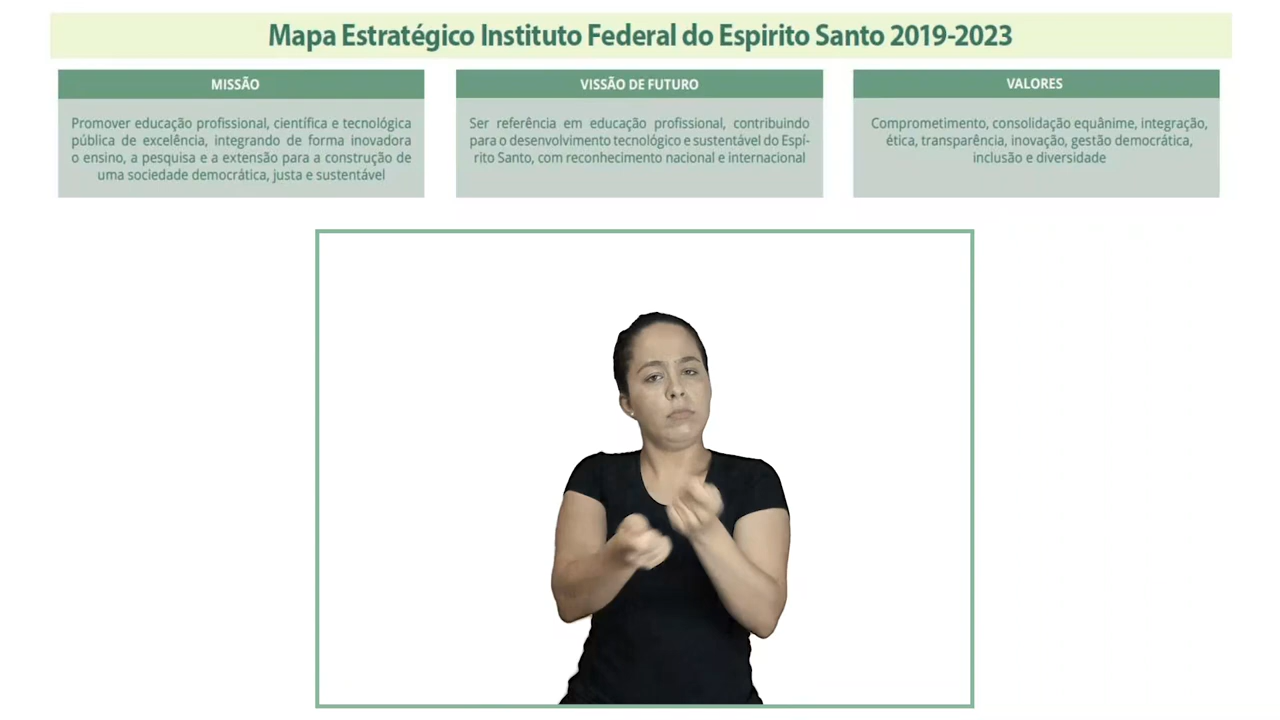 Mapa Estratégico Instituto Federal do Espirito Santo 2019-2023
MISSÃO
Promover educação profissional, científica e tecnológica
pública de excelência, integrando de forma inovadora
o ensino, a pesquisa e a extensão para a construção de
uma sociedade democrática, justa e sustentável
VISSÃO DE FUTURO
Ser referência em educação profissional, contribuindo
para o desenvolvimento tecnológico e sustentável do Espí-
rito Santo, com reconhecimento nacional e internacional
VALORES
Comprometimento, consolidação equânime, integração,
ética, transparência, inovação, gestão democrática,
inclusão e diversidade